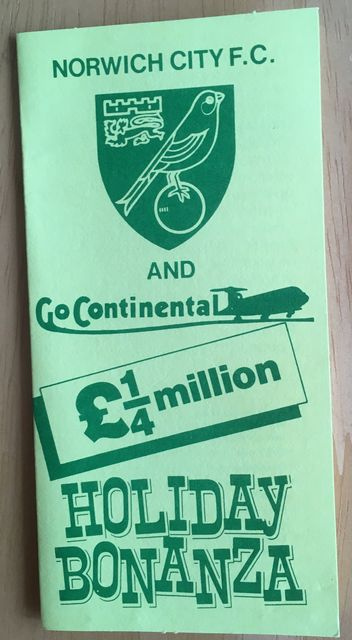 NORWICH CITY F.C.
AND
Go Continental
£¼ million
HOLIDAY
BONANZA